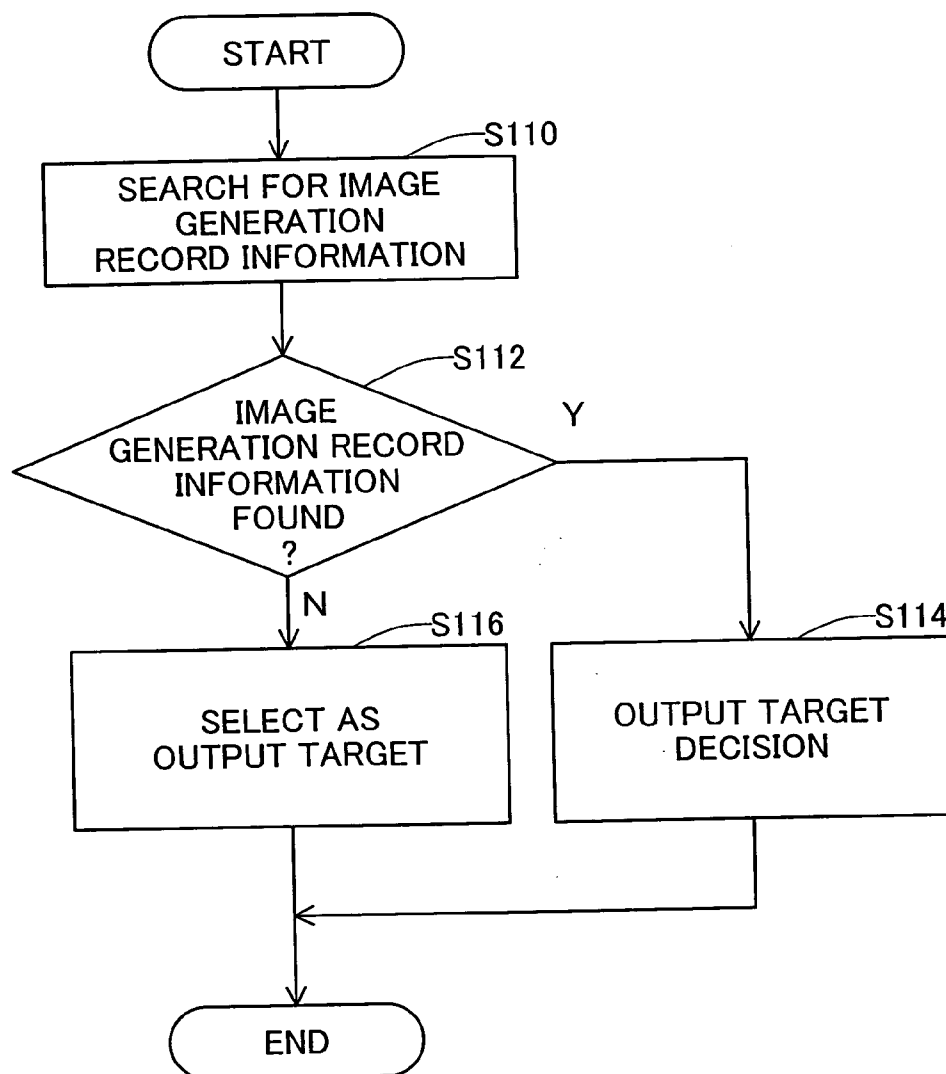 START
S110
SEARCH FOR IMAGE
GENERATION
RECORD INFORMATION
S112
IMAGE
GENERATION RECORD
INFORMATION
FOUND
?
Y
N
S116
SELECT AS
OUTPUT TARGET
S114
OUTPUT TARGET
DECISION
END